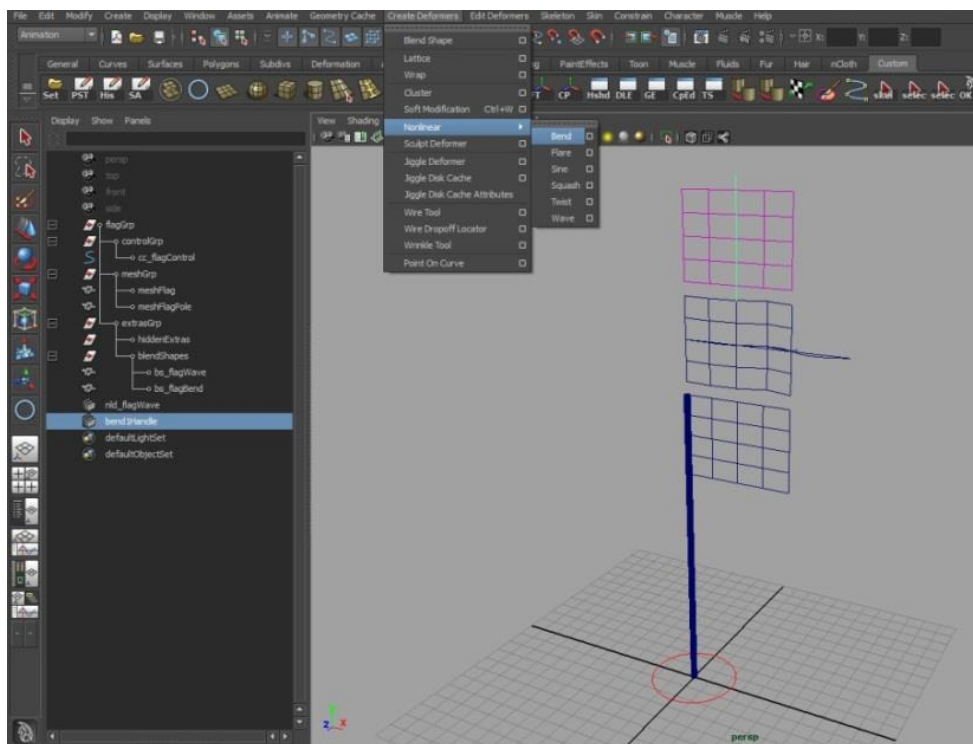 File Edit Modify Create Display Window Assets Animate Geometry Cache Create Deformers Edit Deformers Skeleton Skin Constrain Character Muscle Help
Animation
X: Y: Z:
General Curves Surfaces Polygons Subdivs Deformation
PaintEffects Toon Muscle Fluids Fur Hair nCloth Custom
Set PST His SA
CP Hshd DLE GE CpEd TS skel selec selec OK
Display Show Panels
View Shading
Blend Shape
Lattice
Wrap
Cluster
Soft Modification Ctrl+W
Nonlinear
Sculpt Deformer
Jiggle Deformer
Jiggle Disk Cache
Jiggle Disk Cache Attributes
Wire Tool
Wire Dropoff Locator
Wrinkle Tool
Point On Curve
Bend
Flare
Sine
Squash
Twist
Wave
persp
top
front
side
flagGrp
controlGrp
cc_flagControl
meshGrp
meshFlag
meshFlagPole
extrasGrp
hiddenExtras
blendShapes
bs_flagWave
bs_flagBend
nld_flagWave
bend1Handle
defaultLightSet
defaultObjectSet
z x
persp